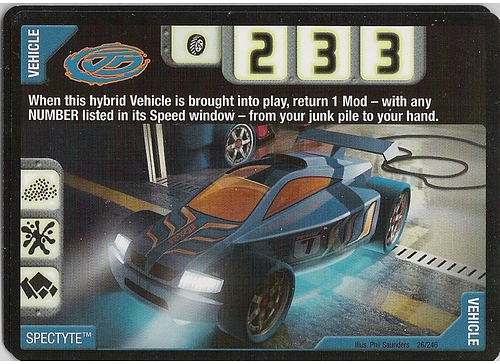 VEHICLE
2 3 3
When this hybrid Vehicle is brought into play, return 1 Mod – with any
NUMBER listed in its Speed window – from your junk pile to your hand.
7
SPECTYTE™
Illus. Phil Saunders 26/246
VEHICLE